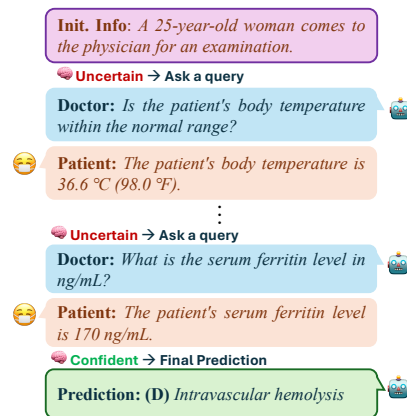 Init. Info: A 25-year-old woman comes to
the physician for an examination.
Uncertain → Ask a query
Doctor: Is the patient's body temperature
within the normal range?
Patient: The patient's body temperature is
36.6 °C (98.0 °F).
⋮
Uncertain → Ask a query
Doctor: What is the serum ferritin level in
ng/mL?
Patient: The patient's serum ferritin level
is 170 ng/mL.
Confident → Final Prediction
Prediction: (D) Intravascular hemolysis